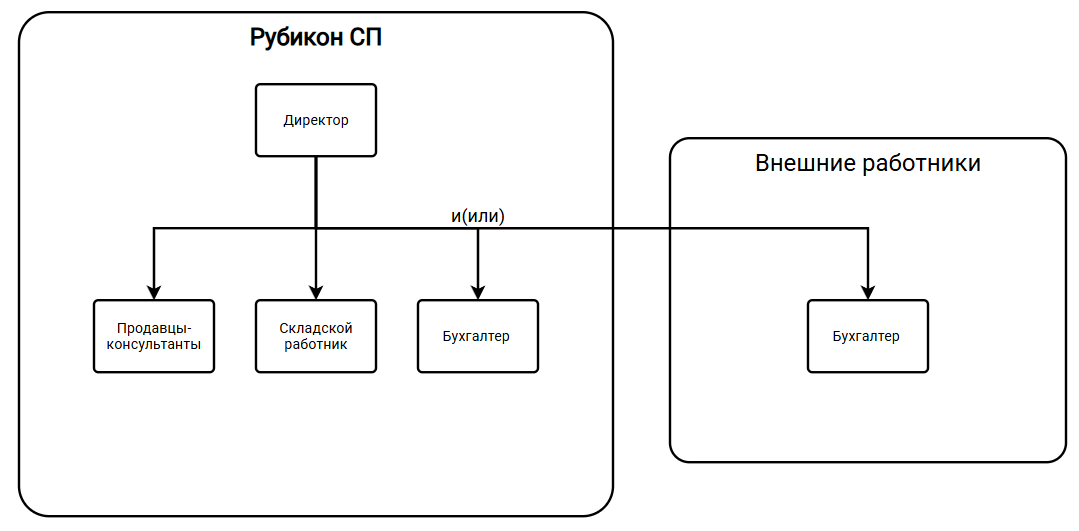 Рубикон СП
Директор
Внешние работники
и(или)
Продавцы-
консультанты
Складской
работник
Бухгалтер
Бухгалтер